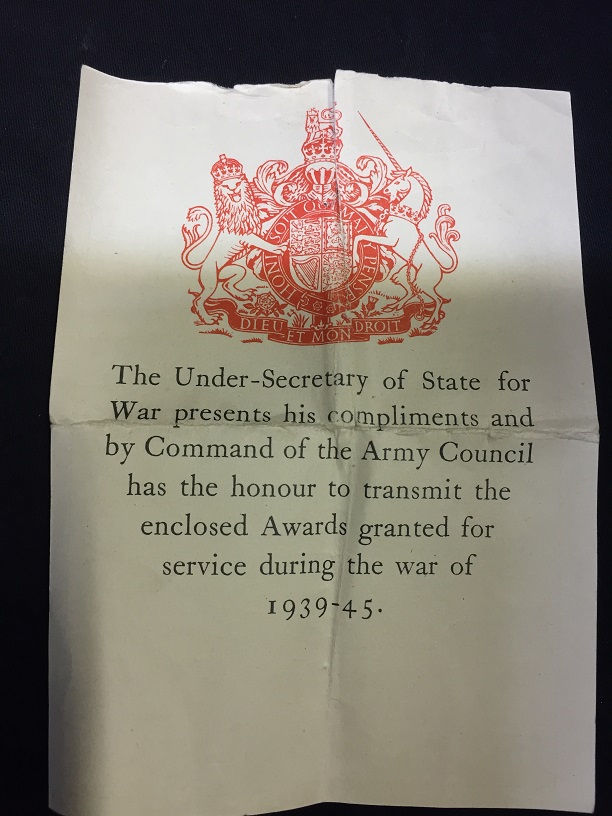 HONI SOIT QUI MAL Y PENSE
DIEU ET MON DROIT
The Under-Secretary of State for
War presents his compliments and
by Command of the Army Council
has the honour to transmit the
enclosed Awards granted for
service during the war of
1939-45.